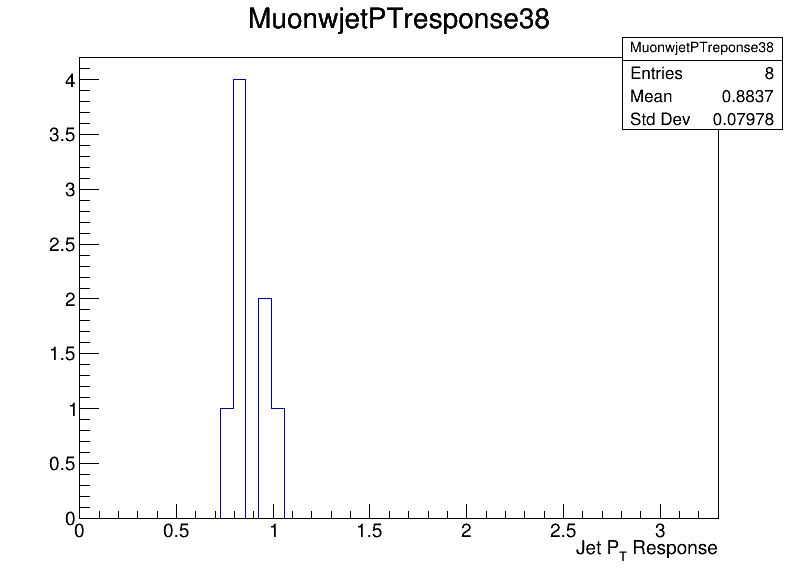 MuonwjetPTresponse38
MuonwjetPTreponse38
Entries 8
Mean 0.8837
Std Dev 0.07978
4
3.5
3
2.5
2
1.5
1
0.5
0
0 0.5 1 1.5 2 2.5 3
Jet PT Response